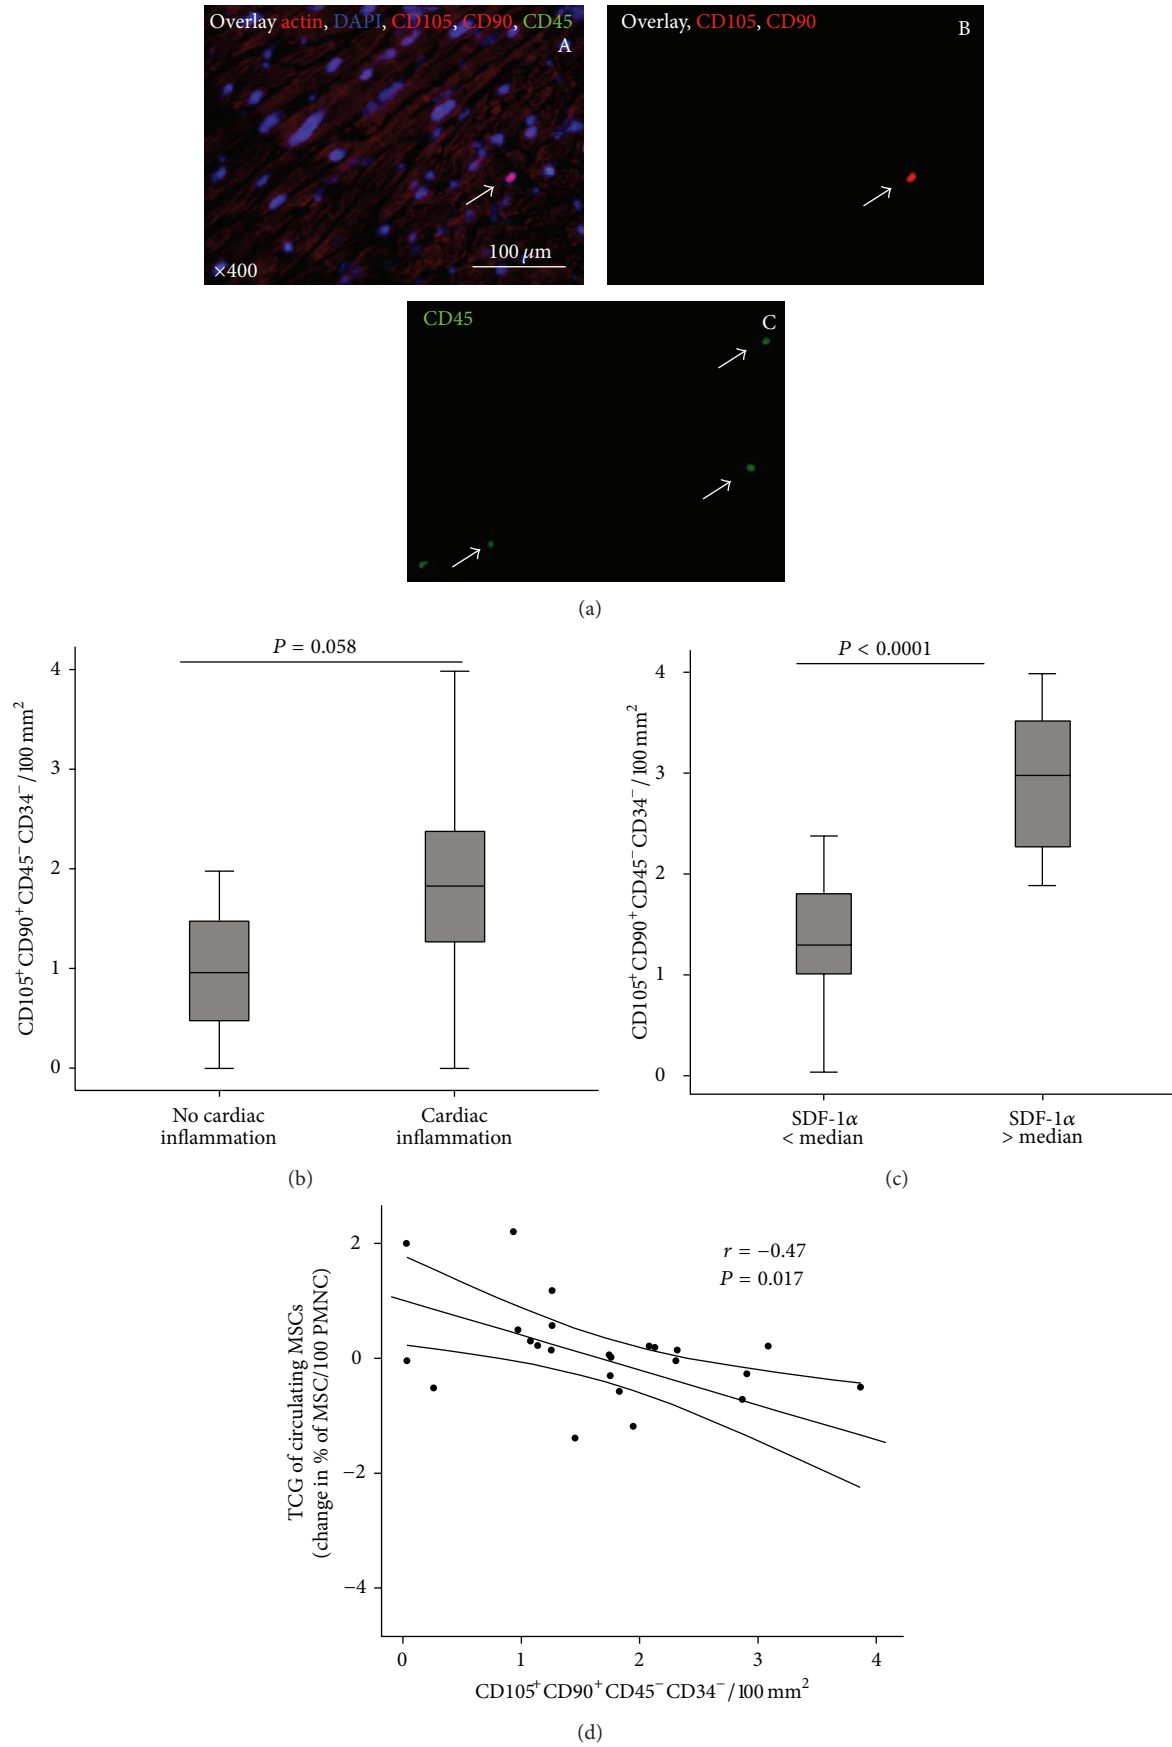 Overlay actin, DAPI, CD105, CD90, CD45
A
×400
100 µm
Overlay, CD105, CD90
B
CD45
C
(a)
P = 0.058
CD105⁺CD90⁺CD45⁻CD34⁻/100 mm²
4
3
2
1
0
No cardiac
inflammation
Cardiac
inflammation
(b)
P < 0.0001
CD105⁺CD90⁺CD45⁻CD34⁻/100 mm²
4
3
2
1
0
SDF-1α
< median
SDF-1α
> median
(c)
r = −0.47
P = 0.017
TCG of circulating MSCs
(change in % of MSC/100 PMNC)
2
0
−2
−4
0 1 2 3 4
CD105⁺CD90⁺CD45⁻CD34⁻/100 mm²
(d)